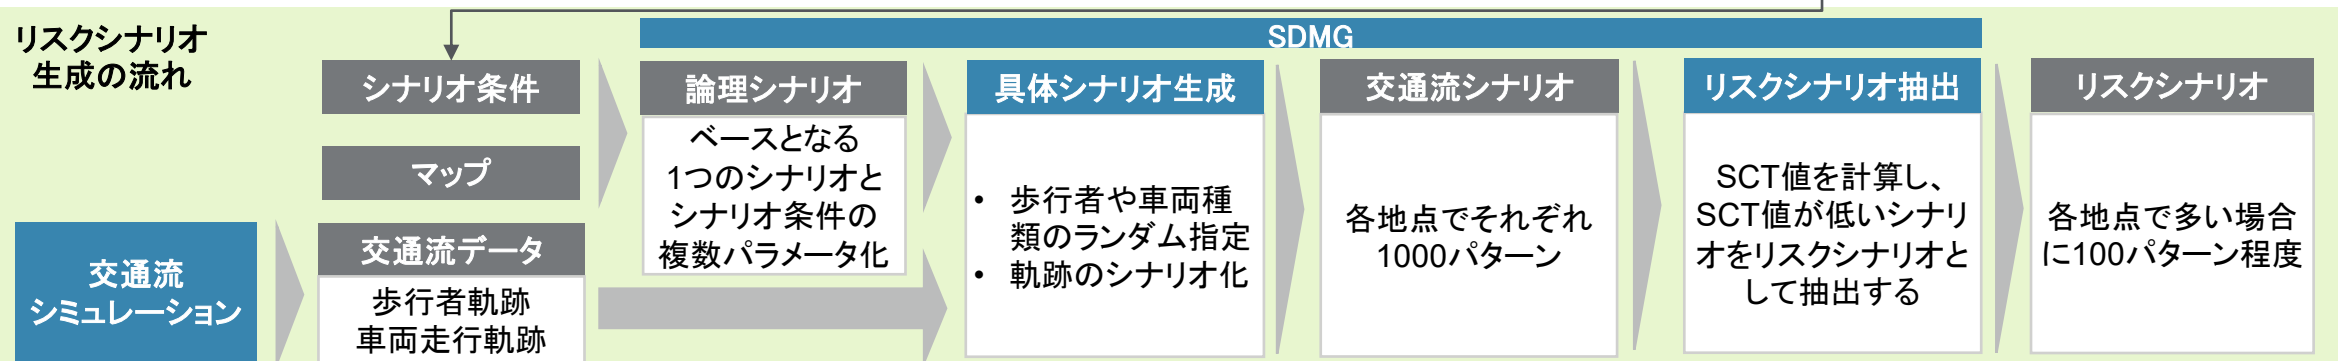 リスクシナリオ
生成の流れ
SDMG
シナリオ条件
マップ
交通流
シミュレーション
交通流データ
歩行者軌跡
車両走行軌跡
論理シナリオ
ベースとなる
1つのシナリオと
シナリオ条件の
複数パラメータ化
具体シナリオ生成
• 歩行者や車両種
類のランダム指定
• 軌跡のシナリオ化
交通流シナリオ
各地点でそれぞれ
1000パターン
リスクシナリオ抽出
SCT値を計算し、
SCT値が低いシナリ
オをリスクシナリオと
して抽出する
リスクシナリオ
各地点で多い場合
に100パターン程度